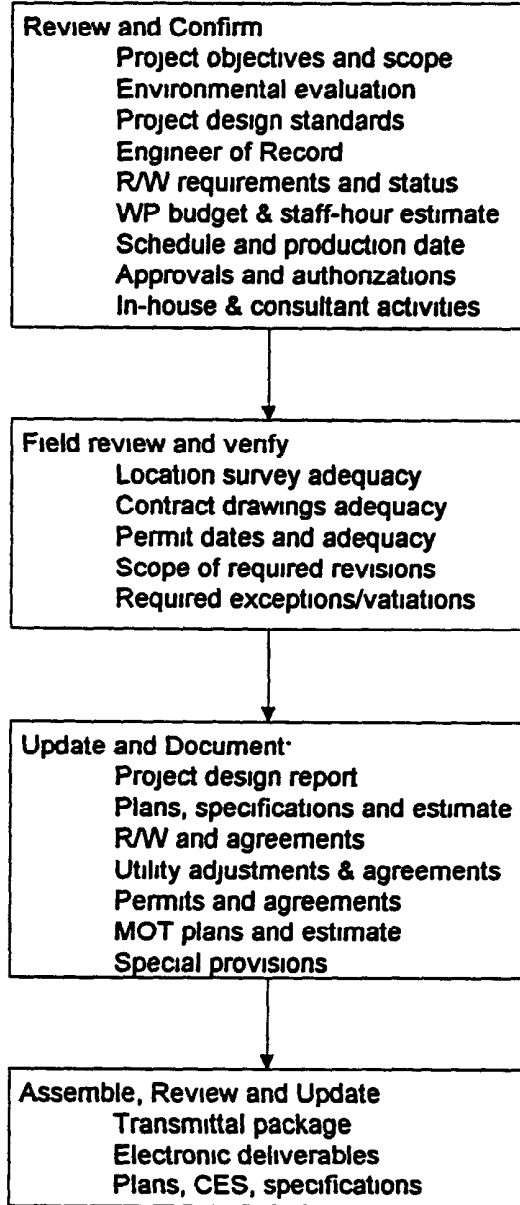 Review and Confirm
Project objectives and scope
Environmental evaluation
Project design standards
Engineer of Record
R/W requirements and status
WP budget & staff-hour estimate
Schedule and production date
Approvals and authorizations
In-house & consultant activities
Field review and verify
Location survey adequacy
Contract drawings adequacy
Permit dates and adequacy
Scope of required revisions
Required exceptions/vatiations
Update and Document:
Project design report
Plans, specifications and estimate
R/W and agreements
Utility adjustments & agreements
Permits and agreements
MOT plans and estimate
Special provisions
Assemble, Review and Update
Transmittal package
Electronic deliverables
Plans, CES, specifications